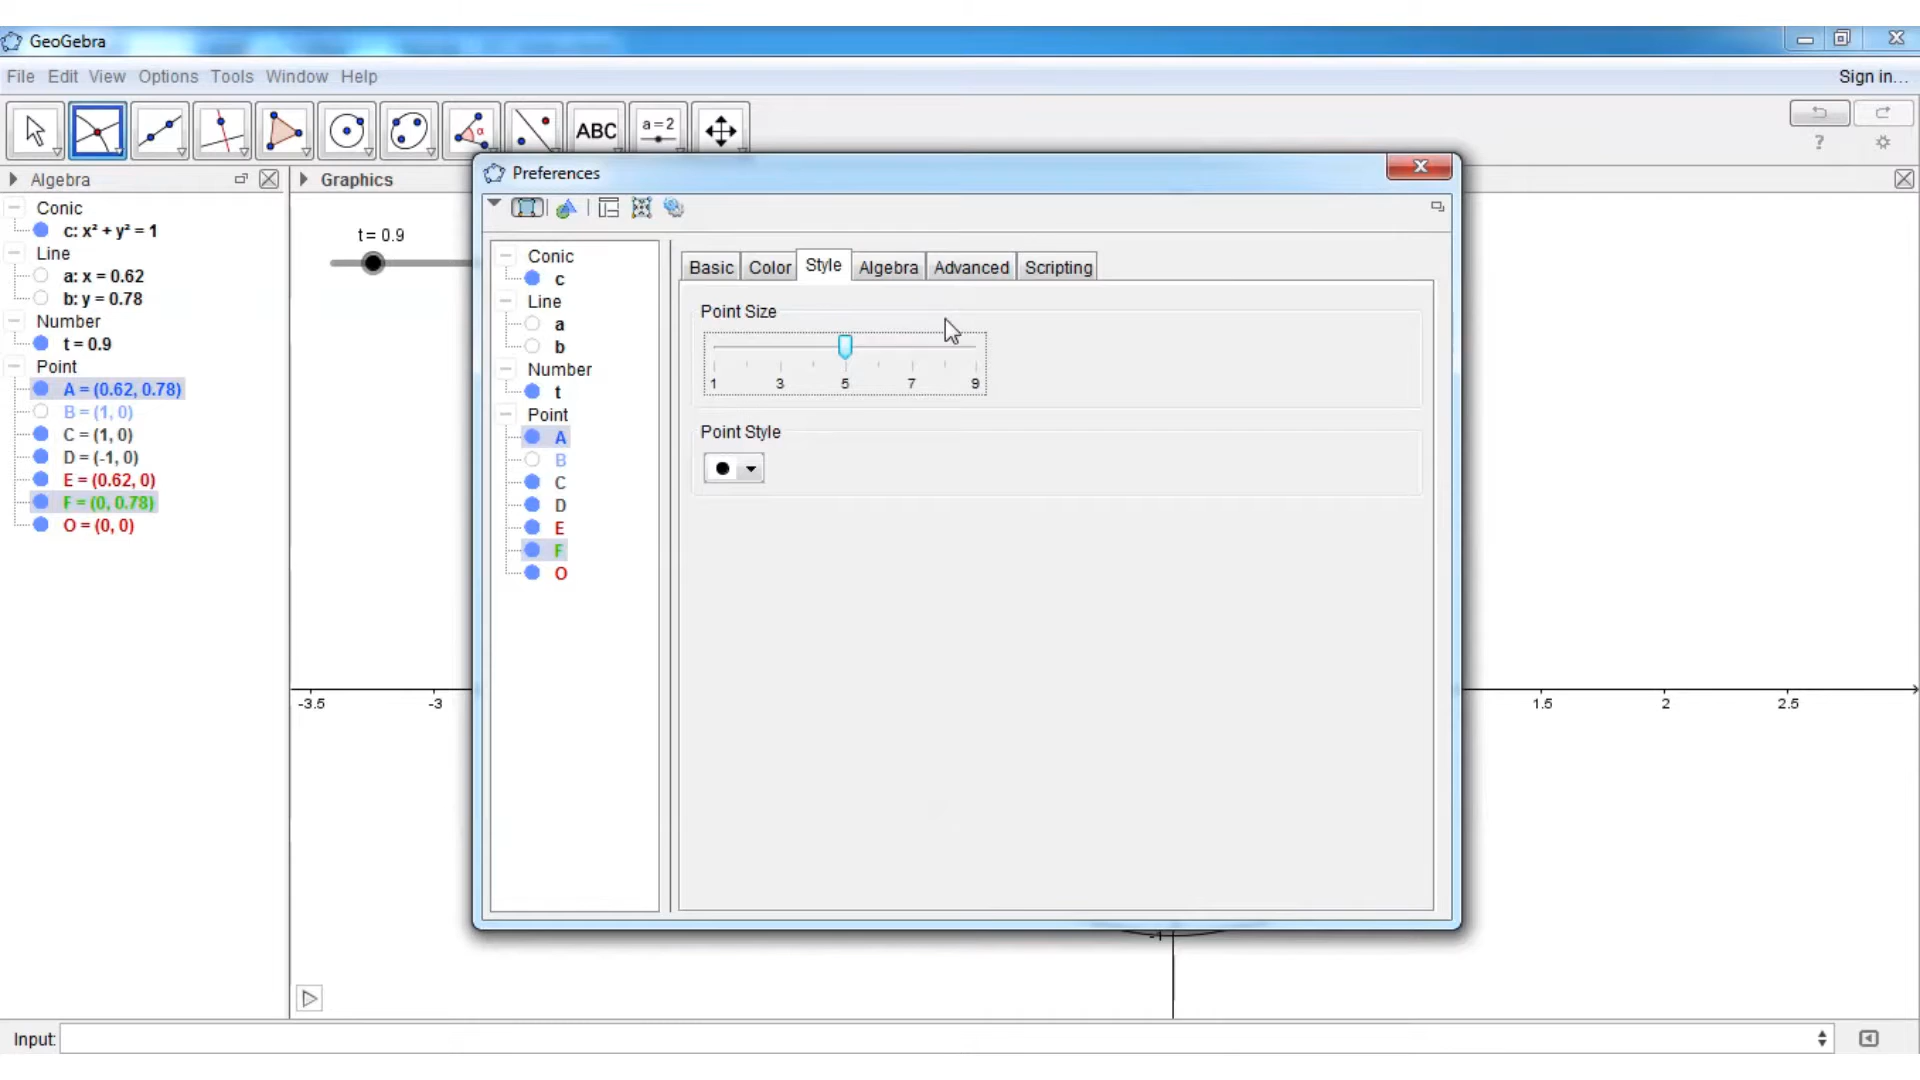 GeoGebra
File Edit View Options Tools Window Help
Sign in...
ABC
a=2
α
?
Algebra
Graphics
Conic
c: x² + y² = 1
Line
a: x = 0.62
b: y = 0.78
Number
t = 0.9
Point
A = (0.62, 0.78)
B = (1, 0)
C = (1, 0)
D = (-1, 0)
E = (0.62, 0)
F = (0, 0.78)
O = (0, 0)
t = 0.9
Preferences
Conic
c
Line
a
b
Number
t
Point
A
B
C
D
E
F
O
Basic Color Style Algebra Advanced Scripting
Point Size
1 3 5 7 9
Point Style
-3.5 -3 1.5 2 2.5
-1
Input: